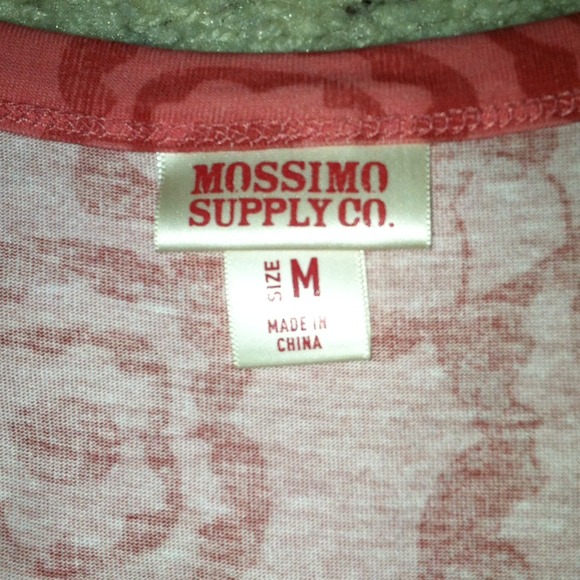 MOSSIMO
SUPPLY CO.
SIZE M
MADE IN
CHINA